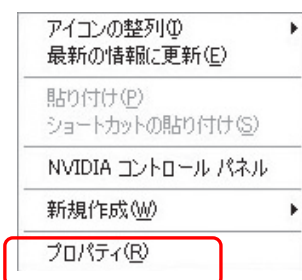 アイコンの整列(I)
最新の情報に更新(E)
貼り付け(P)
ショートカットの貼り付け(S)
NVIDIA コントロール パネル
新規作成(W)
プロパティ(R)